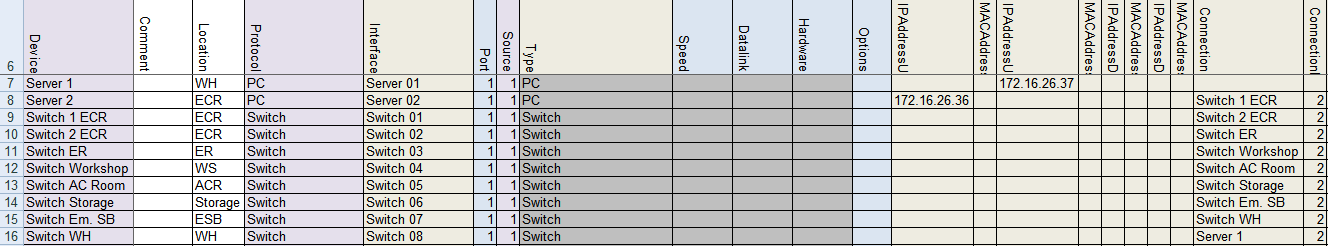 6 Device Comment Location Protocol Interface Port Source Type Speed Datalink Hardware Options IPAddressU MACAddress IPAddressU MACAddress IPAddressD MACAddress IPAddressD MACAddress Connection Connection
7 Server 1 WH PC Server 01 1 1 PC 172.16.26.37
8 Server 2 ECR PC Server 02 1 1 PC 172.16.26.36 Switch 1 ECR 2
9 Switch 1 ECR ECR Switch Switch 01 1 1 Switch Switch 2 ECR 2
10 Switch 2 ECR ECR Switch Switch 02 1 1 Switch Switch ER 2
11 Switch ER ER Switch Switch 03 1 1 Switch Switch Workshop 2
12 Switch Workshop WS Switch Switch 04 1 1 Switch Switch AC Room 2
13 Switch AC Room ACR Switch Switch 05 1 1 Switch Switch Storage 2
14 Switch Storage Storage Switch Switch 06 1 1 Switch Switch Em. SB 2
15 Switch Em. SB ESB Switch Switch 07 1 1 Switch Switch WH 2
16 Switch WH WH Switch Switch 08 1 1 Switch Server 1 2